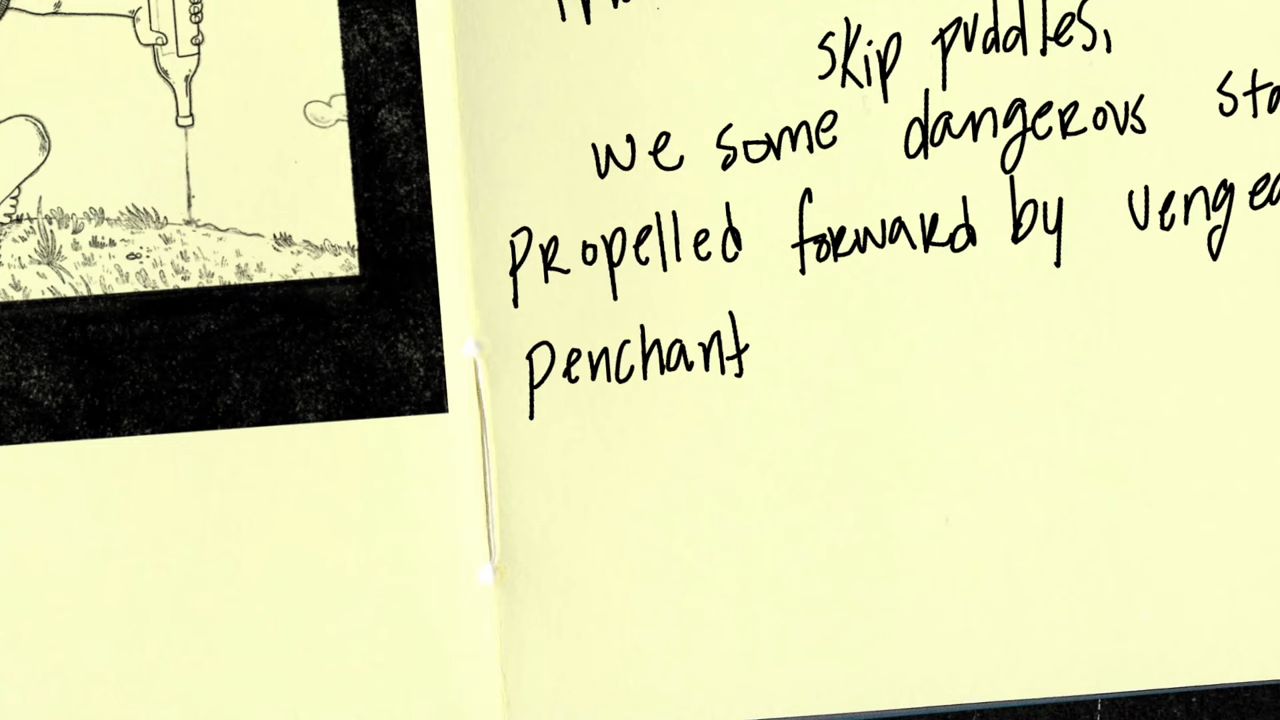 skip puddles,
we some dangerous
Propelled forward by
penchant